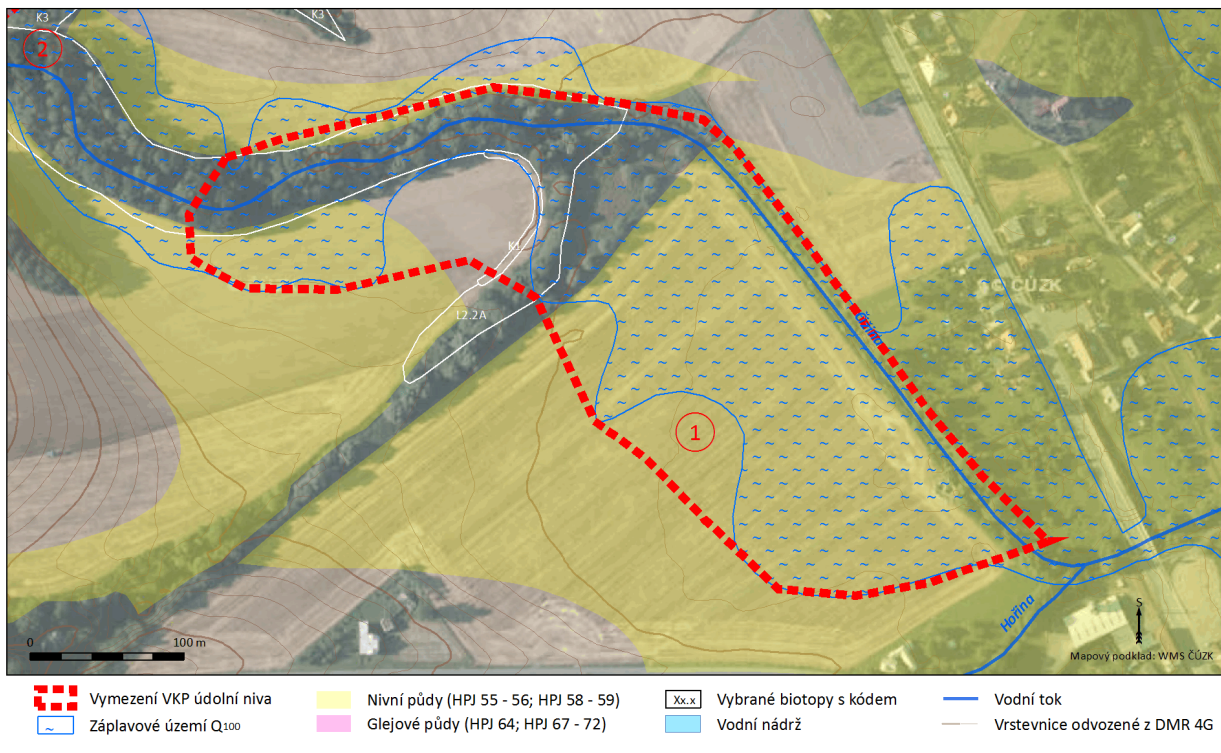 K3
K3
2
K1
L2.2A
1
SC ČÚZK
Hořina
S
0
100 m
Mapový podklad: WMS ČÚZK
Vymezení VKP údolní niva
Nivní půdy (HPJ 55 - 56; HPJ 58 - 59)
Xx.x
Vybrané biotopy s kódem
Vodní tok
~
Záplavové území Q100
Glejové půdy (HPJ 64; HPJ 67 - 72)
Vodní nádrž
Vrstevnice odvozené z DMR 4G